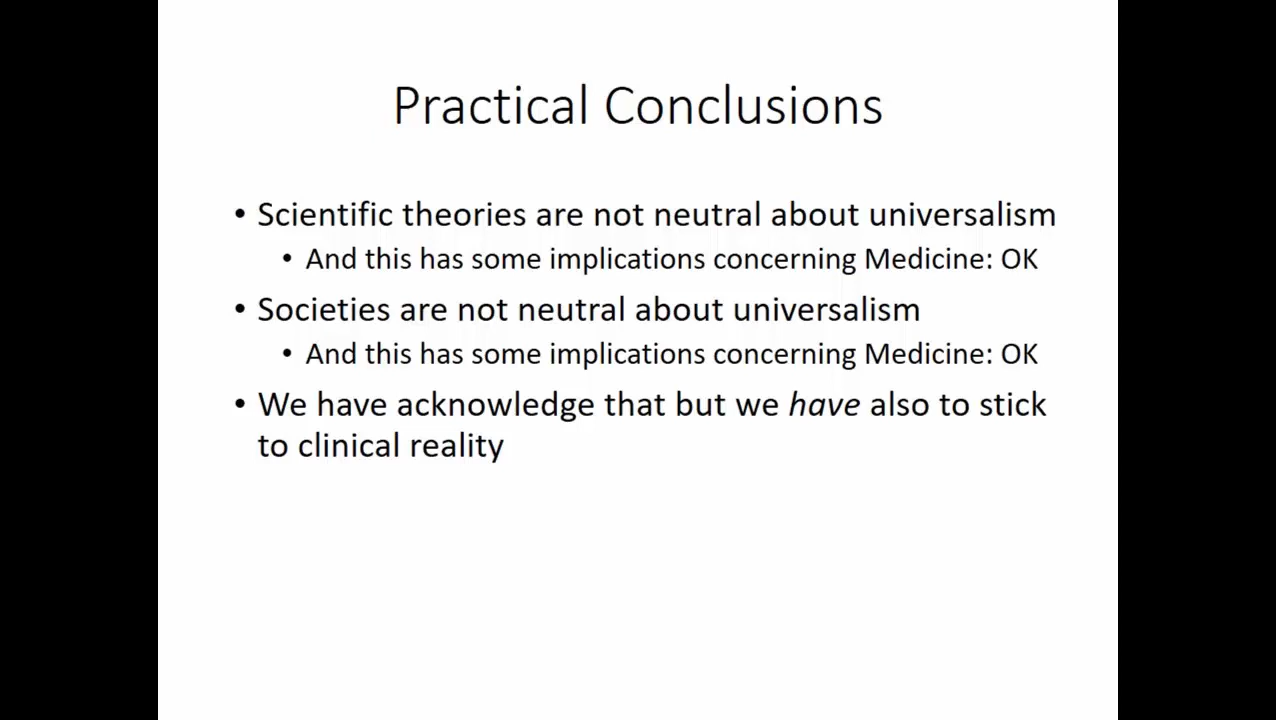 Practical Conclusions
• Scientific theories are not neutral about universalism
• And this has some implications concerning Medicine: OK
• Societies are not neutral about universalism
• And this has some implications concerning Medicine: OK
• We have acknowledge that but we have also to stick
to clinical reality